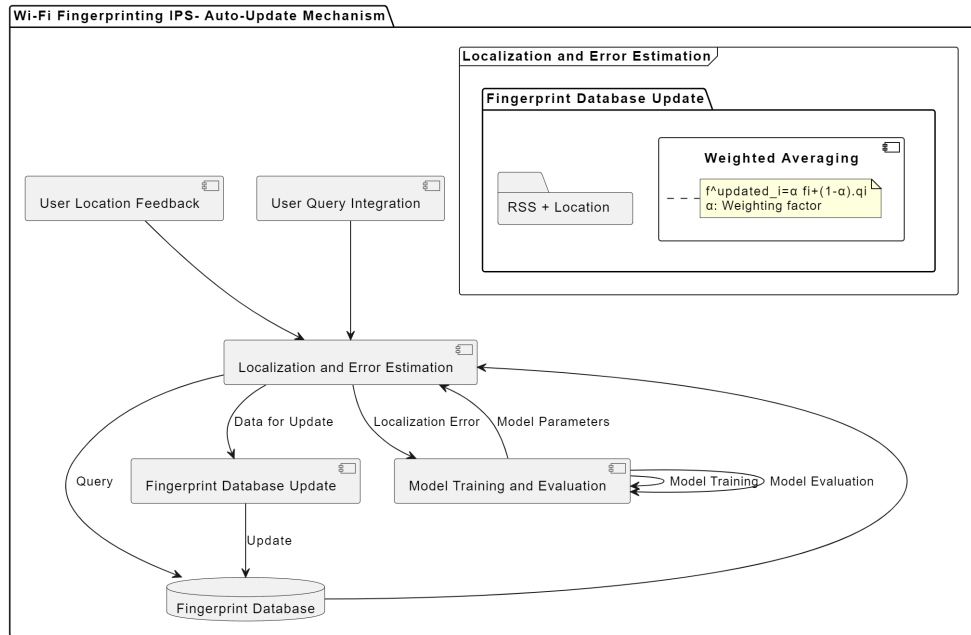 Wi-Fi Fingerprinting IPS- Auto-Update Mechanism
Localization and Error Estimation
Fingerprint Database Update
Weighted Averaging
f^updated_i=α fi+(1-α).qi
α: Weighting factor
RSS + Location
User Location Feedback
User Query Integration
Localization and Error Estimation
Data for Update
Localization Error
Model Parameters
Query
Fingerprint Database Update
Model Training and Evaluation
Model Training
Model Evaluation
Update
Fingerprint Database